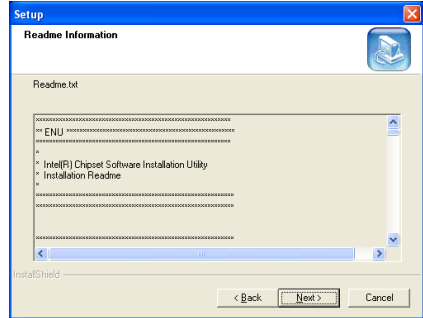 Setup
Readme Information
Readme.txt
************************************************************
** ENU ****************************************************
************************************************************
*
* Intel(R) Chipset Software Installation Utility
* Installation Readme
*
*************************************************************
*************************************************************
*************************************************************
InstallShield
< Back
Next >
Cancel